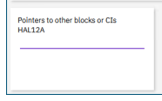 Pointers to other blocks or CIs
HAL12A